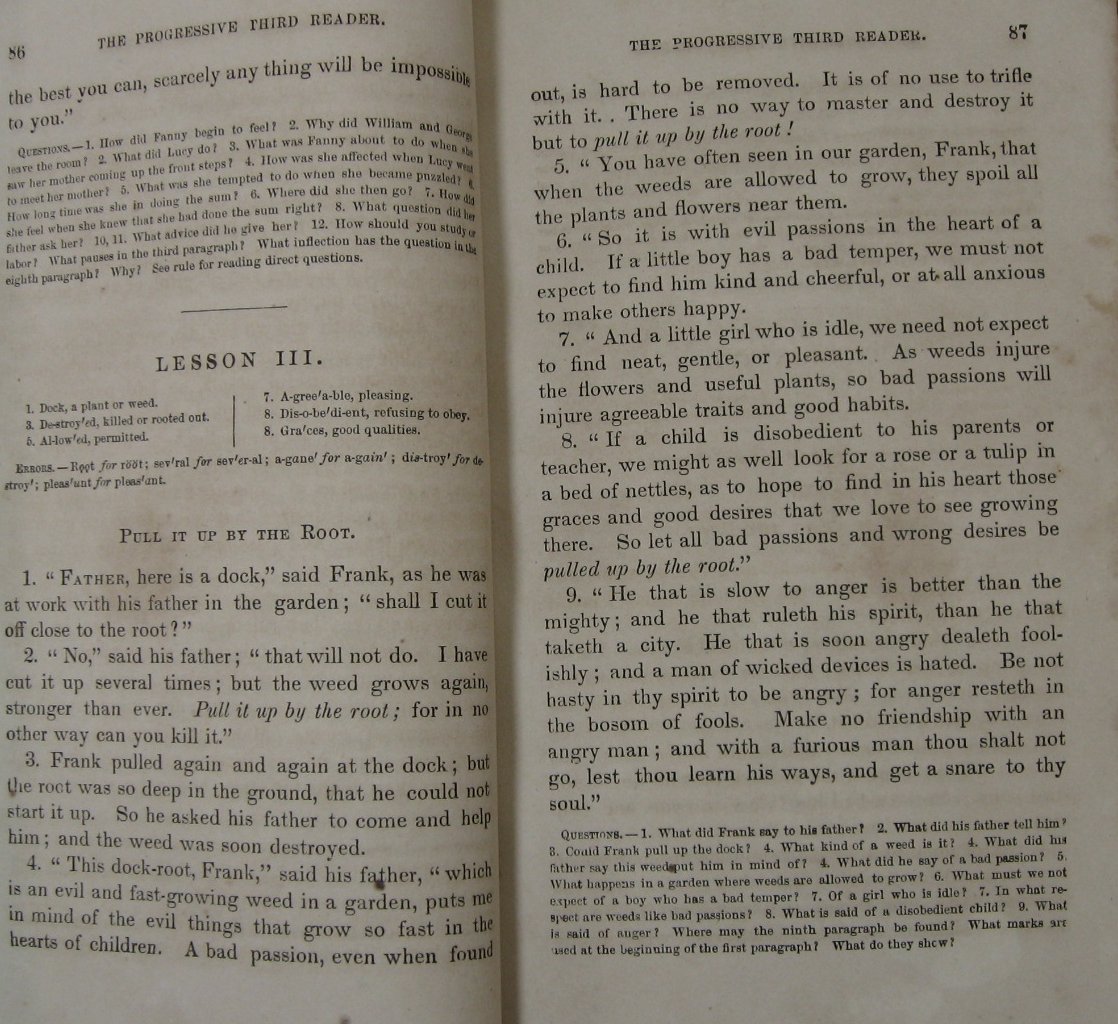 86
THE PROGRESSIVE THIRD READER.
the best you can, scarcely any thing will be impossible
to you."
QUESTIONS.—1. How did Fanny begin to feel? 2. Why did William and George
leave the room? 2. What did Lucy do? 3. What was Fanny about to do when she
saw her mother coming up the front steps? 4. How was she affected when Lucy went
to meet her mother? 5. What was she tempted to do when she became puzzled? 6.
How long time was she in doing the sum? 6. Where did she then go? 7. How did
she feel when she knew that she had done the sum right? 8. What question did her
father ask her? 10, 11. What advice did he give her? 12. How should you study or
labor? What pauses in the third paragraph? What inflection has the question in the
eighth paragraph? Why? See rule for reading direct questions.
LESSON III.
1. Dock, a plant or weed.
3. De-stroy'ed, killed or rooted out.
5. Al-low'ed, permitted.
7. A-gree'a-ble, pleasing.
8. Dis-o-be'di-ent, refusing to obey.
8. Gra'ces, good qualities.
ERRORS.—Rọọt for rööt; sev'ral for sev'er-al; a-gane' for a-gain'; dis-troy' for de-
stroy'; pleas'unt for pleas'ant.
PULL IT UP BY THE ROOT.
1. "FATHER, here is a dock," said Frank, as he was
at work with his father in the garden; "shall I cut it
off close to the root?"
2. "No," said his father; "that will not do. I have
cut it up several times; but the weed grows again,
stronger than ever. Pull it up by the root; for in no
other way can you kill it."
3. Frank pulled again and again at the dock; but
the root was so deep in the ground, that he could not
start it up. So he asked his father to come and help
him; and the weed was soon destroyed.
4. "This dock-root, Frank," said his father, "which
is an evil and fast-growing weed in a garden, puts me
in mind of the evil things that grow so fast in the
hearts of children. A bad passion, even when found
THE PROGRESSIVE THIRD READER.
87
out, is hard to be removed. It is of no use to trifle
with it. There is no way to master and destroy it
but to pull it up by the root!
5. "You have often seen in our garden, Frank, that
when the weeds are allowed to grow, they spoil all
the plants and flowers near them.
6. "So it is with evil passions in the heart of a
child. If a little boy has a bad temper, we must not
expect to find him kind and cheerful, or at all anxious
to make others happy.
7. "And a little girl who is idle, we need not expect
to find neat, gentle, or pleasant. As weeds injure
the flowers and useful plants, so bad passions will
injure agreeable traits and good habits.
8. "If a child is disobedient to his parents or
teacher, we might as well look for a rose or a tulip in
a bed of nettles, as to hope to find in his heart those
graces and good desires that we love to see growing
there. So let all bad passions and wrong desires be
pulled up by the root."
9. "He that is slow to anger is better than the
mighty; and he that ruleth his spirit, than he that
taketh a city. He that is soon angry dealeth fool-
ishly; and a man of wicked devices is hated. Be not
hasty in thy spirit to be angry; for anger resteth in
the bosom of fools. Make no friendship with an
angry man; and with a furious man thou shalt not
go, lest thou learn his ways, and get a snare to thy
soul."
QUESTIONS.—1. What did Frank say to his father? 2. What did his father tell him?
3. Could Frank pull up the dock? 4. What kind of a weed is it? 4. What did his
father say this weed put him in mind of? 4. What did he say of a bad passion? 5.
What happens in a garden where weeds are allowed to grow? 6. What must we not
expect of a boy who has a bad temper? 7. Of a girl who is idle? 7. In what re-
spect are weeds like bad passions? 8. What is said of a disobedient child? 9. What
is said of anger? Where may the ninth paragraph be found? What marks are
used at the beginning of the first paragraph? What do they show?